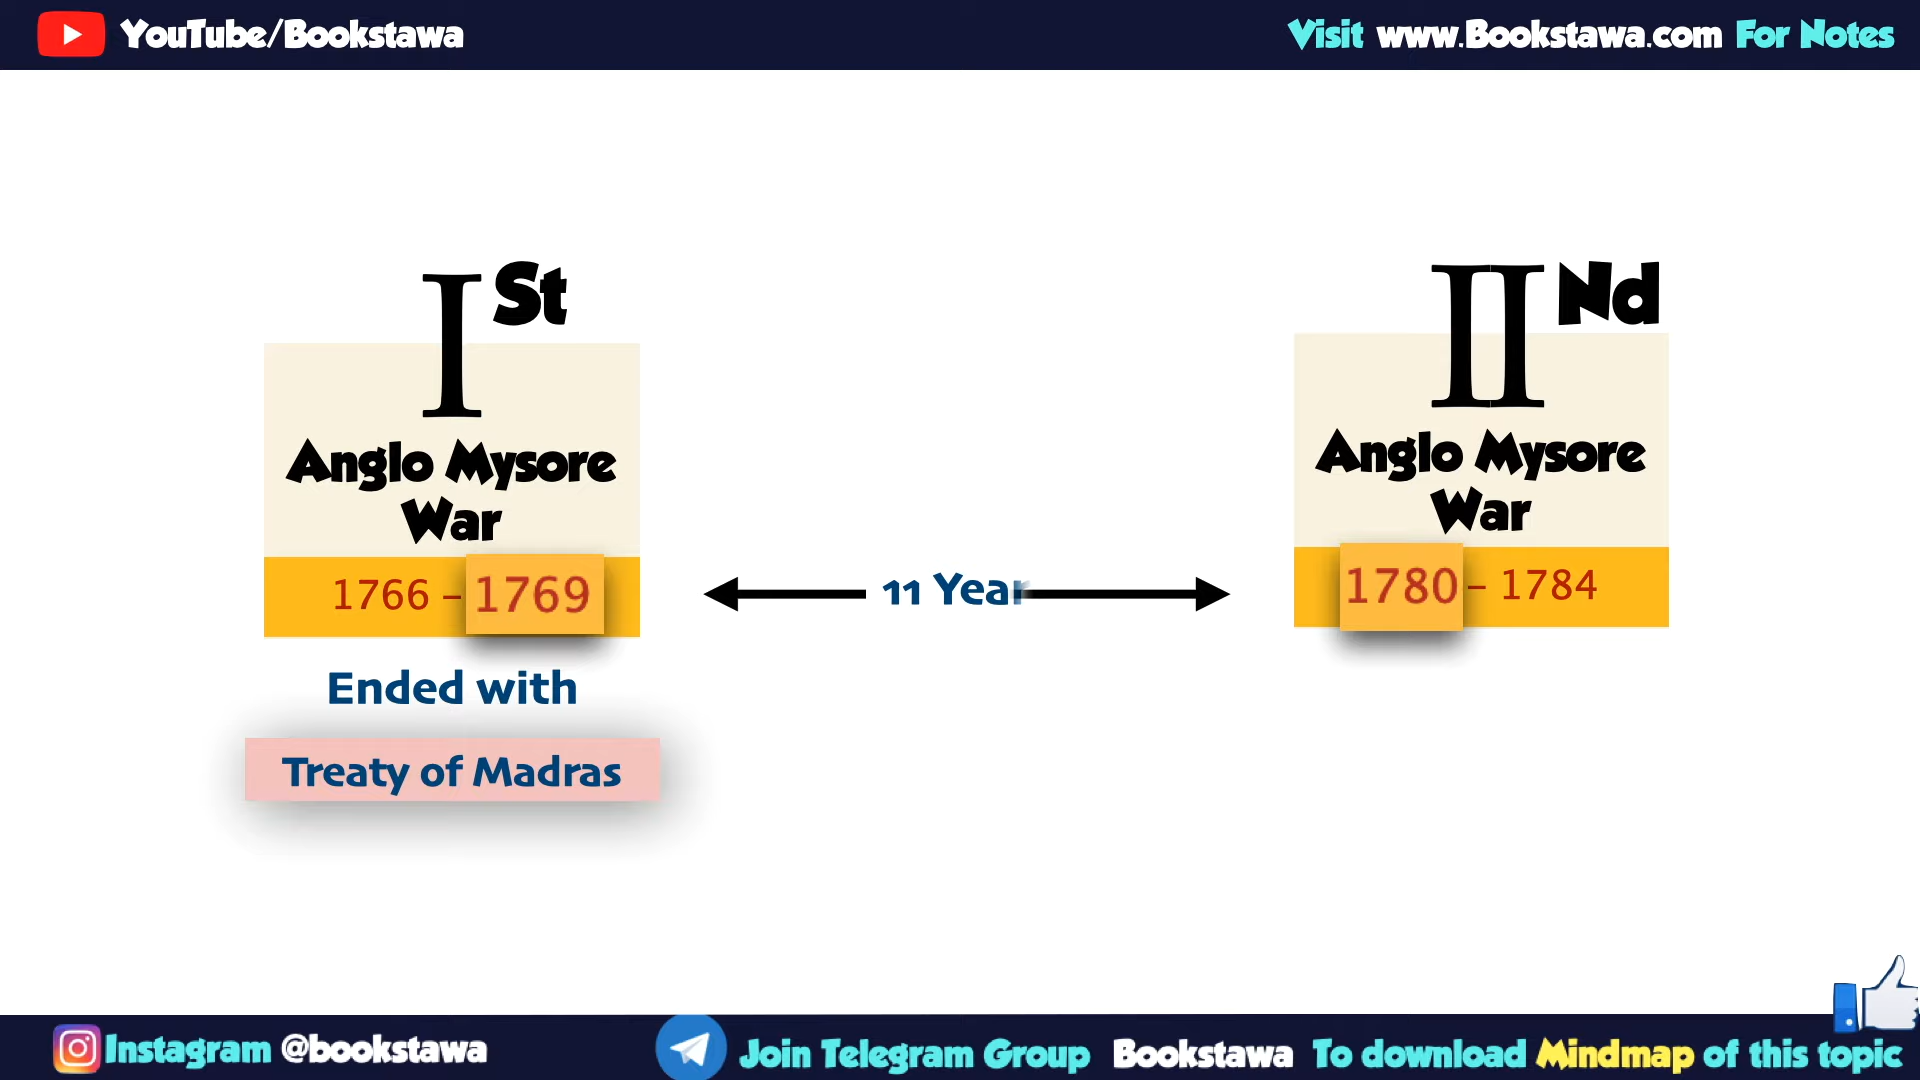 YouTube/Bookstawa
Visit www.Bookstawa.com For Notes
I St
Anglo Mysore
War
1766 – 1769
Ended with
Treaty of Madras
11 Year
II Nd
Anglo Mysore
War
1780 – 1784
Instagram @bookstawa
Join Telegram Group Bookstawa To download Mindmap of this topic